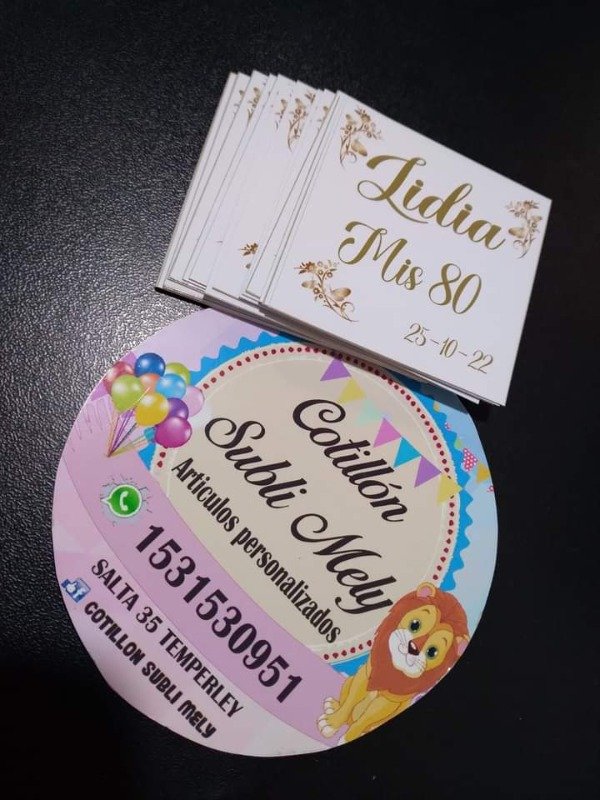 Lidia
Mis 80
25-10-22
Cotillón
Subli Mely
Artículos personalizados
1531530951
SALTA 35 TEMPERLEY
COTILLON SUBLI MELY